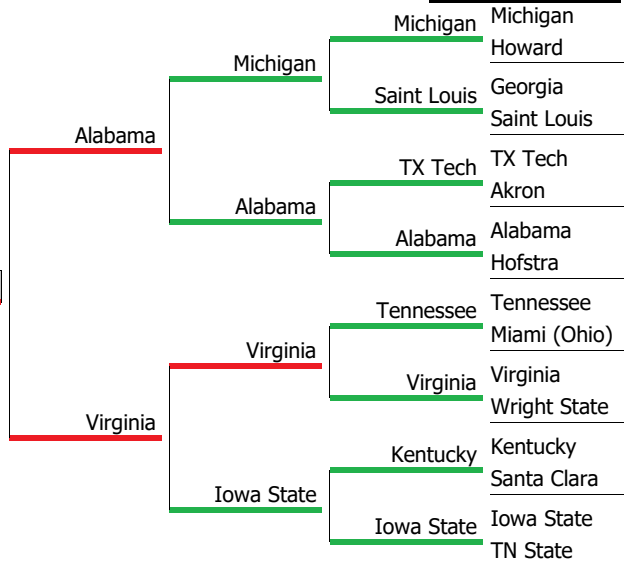 Michigan
Howard
Georgia
Saint Louis
TX Tech
Akron
Alabama
Hofstra
Tennessee
Miami (Ohio)
Virginia
Wright State
Kentucky
Santa Clara
Iowa State
TN State
Michigan
Saint Louis
TX Tech
Alabama
Tennessee
Virginia
Kentucky
Iowa State
Michigan
Alabama
Virginia
Iowa State
Alabama
Virginia